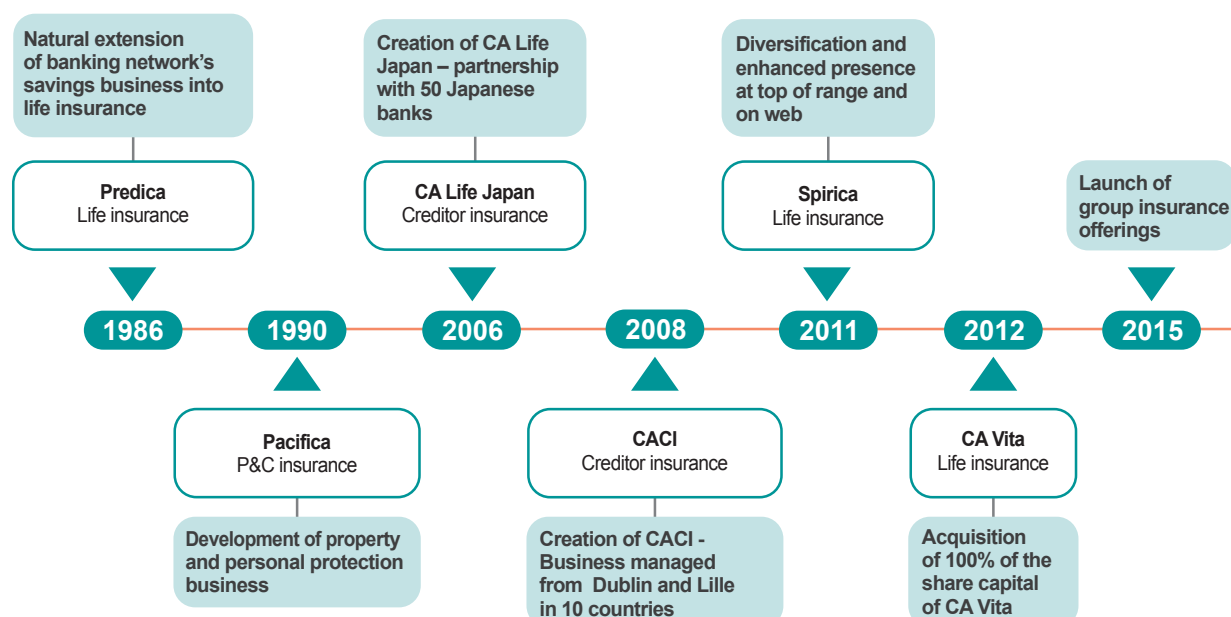 Natural extension
of banking network’s
savings business into
life insurance
Creation of CA Life
Japan – partnership
with 50 Japanese
banks
Diversification and
enhanced presence
at top of range and
on web
Predica
Life insurance
CA Life Japan
Creditor insurance
Spirica
Life insurance
Launch of
group insurance
offerings
1986
1990
2006
2008
2011
2012
2015
Pacifica
P&C insurance
CACI
Creditor insurance
CA Vita
Life insurance
Development of property
and personal protection
business
Creation of CACI -
Business managed
from Dublin and Lille
in 10 countries
Acquisition
of 100% of the
share capital
of CA Vita